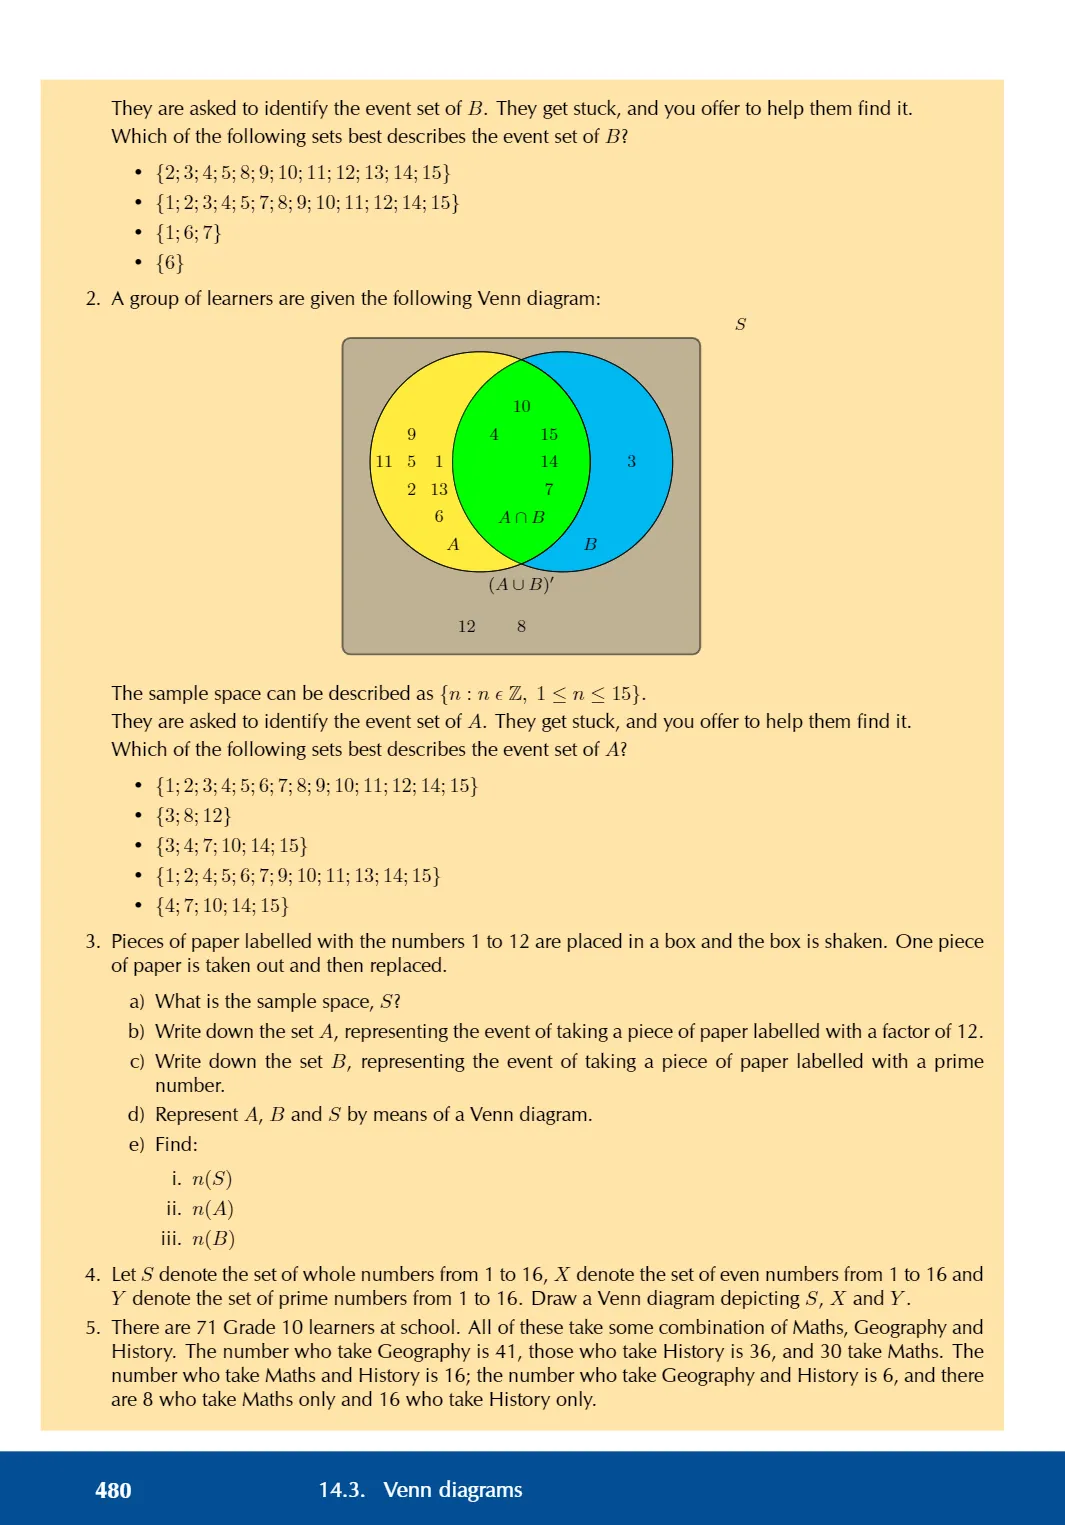 They are asked to identify the event set of B. They get stuck, and you offer to help them find it.
Which of the following sets best describes the event set of B?
• {2; 3; 4; 5; 8; 9; 10; 11; 12; 13; 14; 15}
• {1; 2; 3; 4; 5; 7; 8; 9; 10; 11; 12; 14; 15}
• {1; 6; 7}
• {6}
2. A group of learners are given the following Venn diagram:
S
10
9 4 15
11 5 1 14 3
2 13 7
6 A ∩ B
A B
(A ∪ B)′
12 8
The sample space can be described as {n : n ϵ ℤ, 1 ≤ n ≤ 15}.
They are asked to identify the event set of A. They get stuck, and you offer to help them find it.
Which of the following sets best describes the event set of A?
• {1; 2; 3; 4; 5; 6; 7; 8; 9; 10; 11; 12; 14; 15}
• {3; 8; 12}
• {3; 4; 7; 10; 14; 15}
• {1; 2; 4; 5; 6; 7; 9; 10; 11; 13; 14; 15}
• {4; 7; 10; 14; 15}
3. Pieces of paper labelled with the numbers 1 to 12 are placed in a box and the box is shaken. One piece
of paper is taken out and then replaced.
a) What is the sample space, S?
b) Write down the set A, representing the event of taking a piece of paper labelled with a factor of 12.
c) Write down the set B, representing the event of taking a piece of paper labelled with a prime
number.
d) Represent A, B and S by means of a Venn diagram.
e) Find:
i. n(S)
ii. n(A)
iii. n(B)
4. Let S denote the set of whole numbers from 1 to 16, X denote the set of even numbers from 1 to 16 and
Y denote the set of prime numbers from 1 to 16. Draw a Venn diagram depicting S, X and Y.
5. There are 71 Grade 10 learners at school. All of these take some combination of Maths, Geography and
History. The number who take Geography is 41, those who take History is 36, and 30 take Maths. The
number who take Maths and History is 16; the number who take Geography and History is 6, and there
are 8 who take Maths only and 16 who take History only.
480 14.3. Venn diagrams